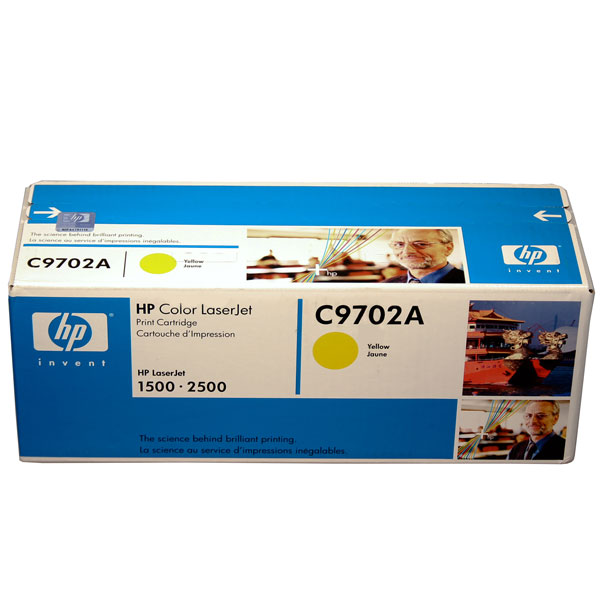 hp
The science behind brilliant printing.
La science au service d'impressions inégalables.
C9702A
Yellow
Jaune
hp
hp
invent
hp
invent
HP Color LaserJet
Print Cartridge
Cartouche d'Impression
HP LaserJet
1500 · 2500
C9702A
Yellow
Jaune
The science behind brilliant printing.
La science au service d'impressions inégalables.